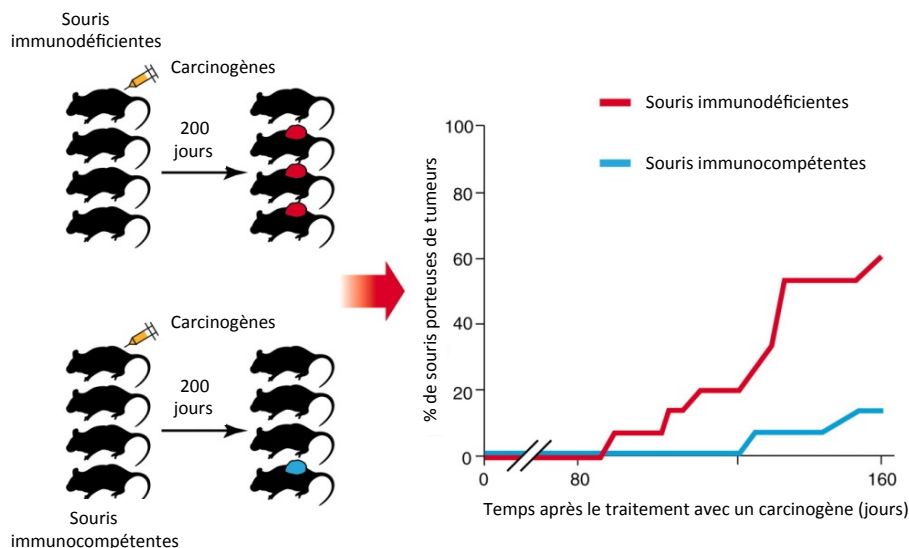 Souris
immunodéficientes
Carcinogènes
200
jours
Carcinogènes
200
jours
Souris
immunocompétentes
Souris immunodéficientes
Souris immunocompétentes
% de souris porteuses de tumeurs
100
80
60
40
20
0
0
80
160
Temps après le traitement avec un carcinogène (jours)